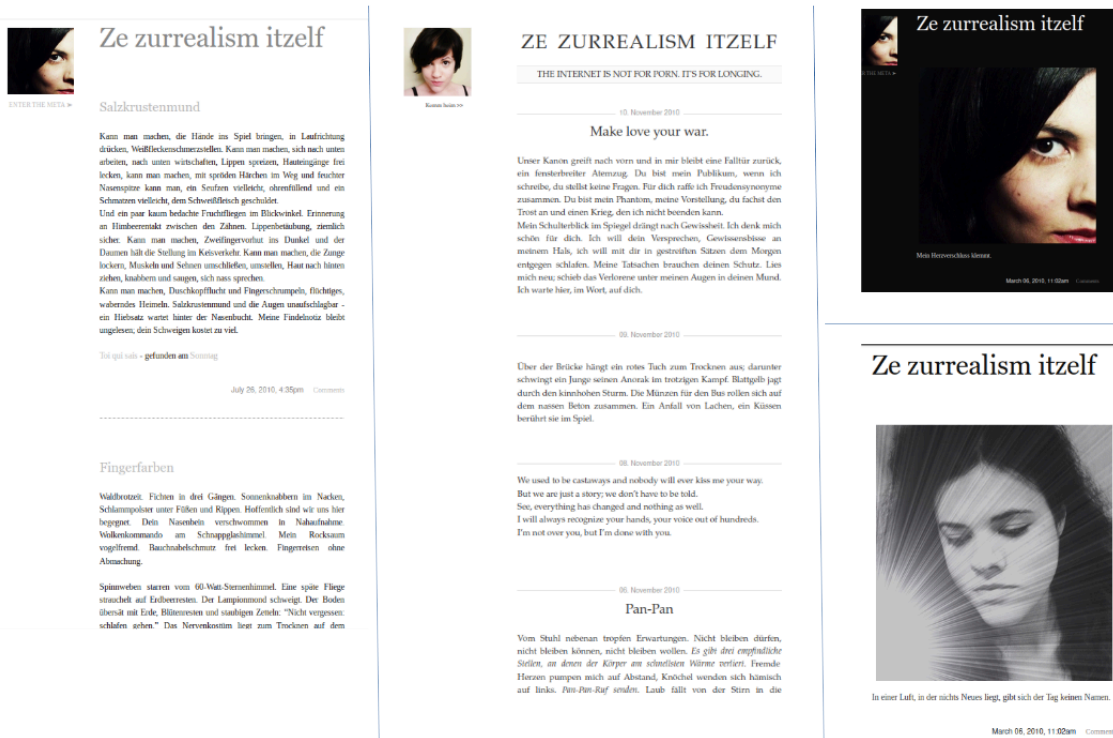 Ze zurrealism itzelf
ENTER THE META ➢
Salzkrustenmund
Kann man machen, die Hände ins Spiel bringen, in Laufrichtung
drücken, Weißfleckenschmerzstellen. Kann man machen, sich nach unten
arbeiten, nach unten wirtschaften, Lippen spreizen, Hauteingänge frei
lecken, kann man machen, mit spröden Härchen im Weg und feuchter
Nasenspitze kann man, ein Seufzen vielleicht, ohrenfüllend und ein
Schmatzen vielleicht, dem Schweißfleisch geschuldet.
Und ein paar kaum bedachte Fruchtfliegen im Blickwinkel. Erinnerung
an Himbeerentakt zwischen den Zähnen. Lippenbetäubung, ziemlich
sicher. Kann man machen, Zweifingervorhut ins Dunkel und der
Daumen hält die Stellung im Keisverkehr. Kann man machen, die Zunge
lockern, Muskeln und Sehnen umschließen, umstellen, Haut nach hinten
ziehen, knabbern und saugen, sich nass sprechen.
Kann man machen, Duschkopfflucht und Fingerschrumpeln, flüchtiges,
waberndes Heimeln. Salzkrustenmund und die Augen unaufschlagbar -
ein Hiebsatz wartet hinter der Nasenbucht. Meine Findelnotiz bleibt
ungelesen; dein Schweigen kostet zu viel.
Toi qui sais - gefunden am Sonntag
July 26, 2010, 4:35pm Comments
Fingerfarben
Waldbrotzeit. Fichten in drei Gängen. Sonnenknabbern im Nacken,
Schlammpolster unter Füßen und Rippen. Hoffentlich sind wir uns hier
begegnet. Dein Nasenbein verschwommen in Nahaufnahme.
Wolkenkommando am Schnappglashimmel. Mein Rocksaum
vogelfremd. Bauchnabelschmutz frei lecken. Fingerreisen ohne
Abmachung.
Spinnweben starren vom 60-Watt-Sternenhimmel. Eine späte Fliege
strauchelt auf Erdbeerresten. Der Lampionmond schweigt. Der Boden
übersät mit Erde, Blütenresten und staubigen Zetteln: "Nicht vergessen:
schlafen gehen." Das Nervenkostüm liegt zum Trocknen auf dem
Komm heim >>
ZE ZURREALISM ITZELF
THE INTERNET IS NOT FOR PORN. IT'S FOR LONGING.
10. November 2010
Make love your war.
Unser Kanon greift nach vorn und in mir bleibt eine Falltür zurück,
ein fensterbreiter Atemzug. Du bist mein Publikum, wenn ich
schreibe, du stellst keine Fragen. Für dich raffe ich Freudensynonyme
zusammen. Du bist mein Phantom, meine Vorstellung, du fachst den
Trost an und einen Krieg, den ich nicht beenden kann.
Mein Schulterblick im Spiegel drängt nach Gewissheit. Ich denk mich
schön für dich. Ich will dein Versprechen, Gewissensbisse an
meinem Hals, ich will mit dir in gestreiften Sätzen dem Morgen
entgegen schlafen. Meine Tatsachen brauchen deinen Schutz. Lies
mich neu; schieb das Verlorene unter meinen Augen in deinen Mund.
Ich warte hier, im Wort, auf dich.
09. November 2010
Über der Brücke hängt ein rotes Tuch zum Trocknen aus; darunter
schwingt ein Junge seinen Anorak im trotzigen Kampf. Blattgelb jagt
durch den kinnhohen Sturm. Die Münzen für den Bus rollen sich auf
dem nassen Beton zusammen. Ein Anfall von Lachen, ein Küssen
berührt sie im Spiel.
08. November 2010
We used to be castaways and nobody will ever kiss me your way.
But we are just a story; we don't have to be told.
See, everything has changed and nothing as well.
I will always recognize your hands, your voice out of hundreds.
I'm not over you, but I'm done with you.
06. November 2010
Pan-Pan
Vom Stuhl nebenan tropfen Erwartungen. Nicht bleiben dürfen,
nicht bleiben können, nicht bleiben wollen. Es gibt drei empfindliche
Stellen, an denen der Körper am schnellsten Wärme verliert. Fremde
Herzen pumpen mich auf Abstand, Knöchel wenden sich hämisch
auf links. Pan-Pan-Ruf senden. Laub fällt von der Stirn in die
Ze zurrealism itzelf
ENTER THE META ➢
Mein Herzverschluss klemmt.
March 06, 2010, 11:02am Comments
Ze zurrealism itzelf
In einer Luft, in der nichts Neues liegt, gibt sich der Tag keinen Namen.
March 06, 2010, 11:02am